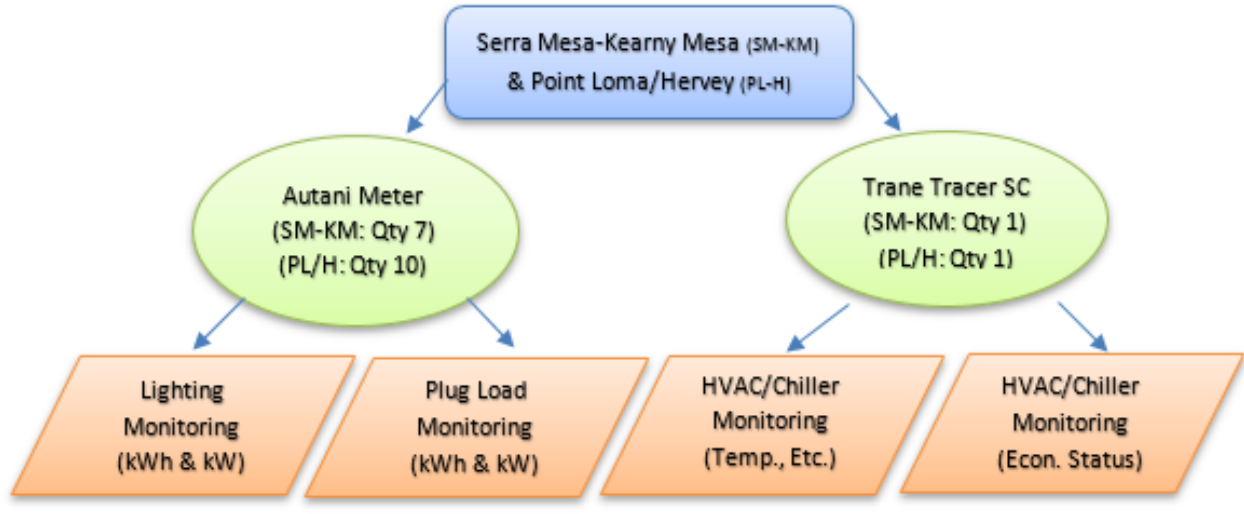 Serra Mesa-Kearny Mesa (SM-KM)
& Point Loma/Hervey (PL-H)
Autani Meter
(SM-KM: Qty 7)
(PL/H: Qty 10)
Trane Tracer SC
(SM-KM: Qty 1)
(PL/H: Qty 1)
Lighting
Monitoring
(kWh & kW)
Plug Load
Monitoring
(kWh & kW)
HVAC/Chiller
Monitoring
(Temp., Etc.)
HVAC/Chiller
Monitoring
(Econ. Status)